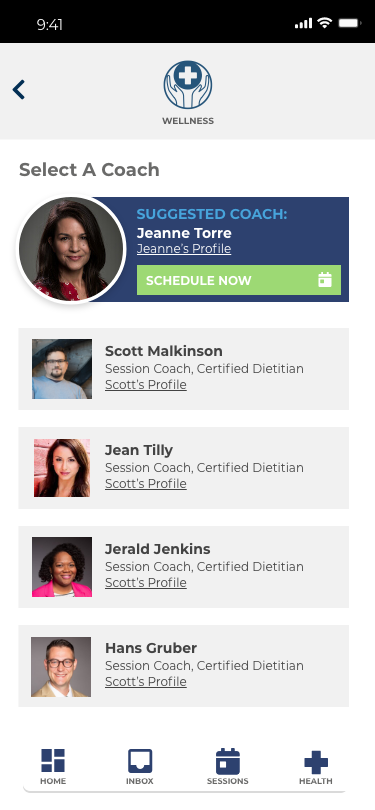 9:41
WELLNESS
Select A Coach
SUGGESTED COACH:
Jeanne Torre
Jeanne's Profile
SCHEDULE NOW
Scott Malkinson
Session Coach, Certified Dietitian
Scott's Profile
Jean Tilly
Session Coach, Certified Dietitian
Scott's Profile
Jerald Jenkins
Session Coach, Certified Dietitian
Scott's Profile
Hans Gruber
Session Coach, Certified Dietitian
Scott's Profile
HOME INBOX SESSIONS HEALTH